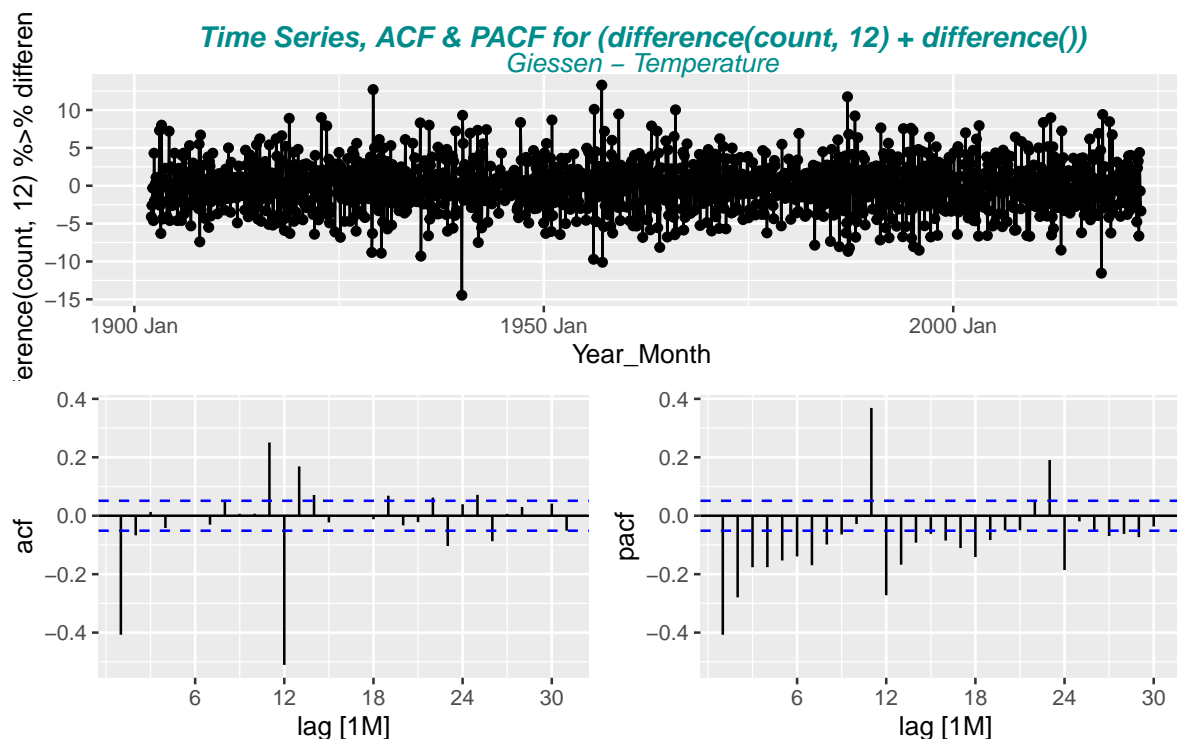 Time Series, ACF & PACF for (difference(count, 12) + difference())
Giessen − Temperature
erence(count, 12) %>% differen
10
5
0
−5
−10
−15
1900 Jan
1950 Jan
2000 Jan
Year_Month
acf
0.4
0.2
0.0
−0.2
−0.4
6
12
18
24
30
lag [1M]
pacf
0.4
0.2
0.0
−0.2
−0.4
6
12
18
24
30
lag [1M]